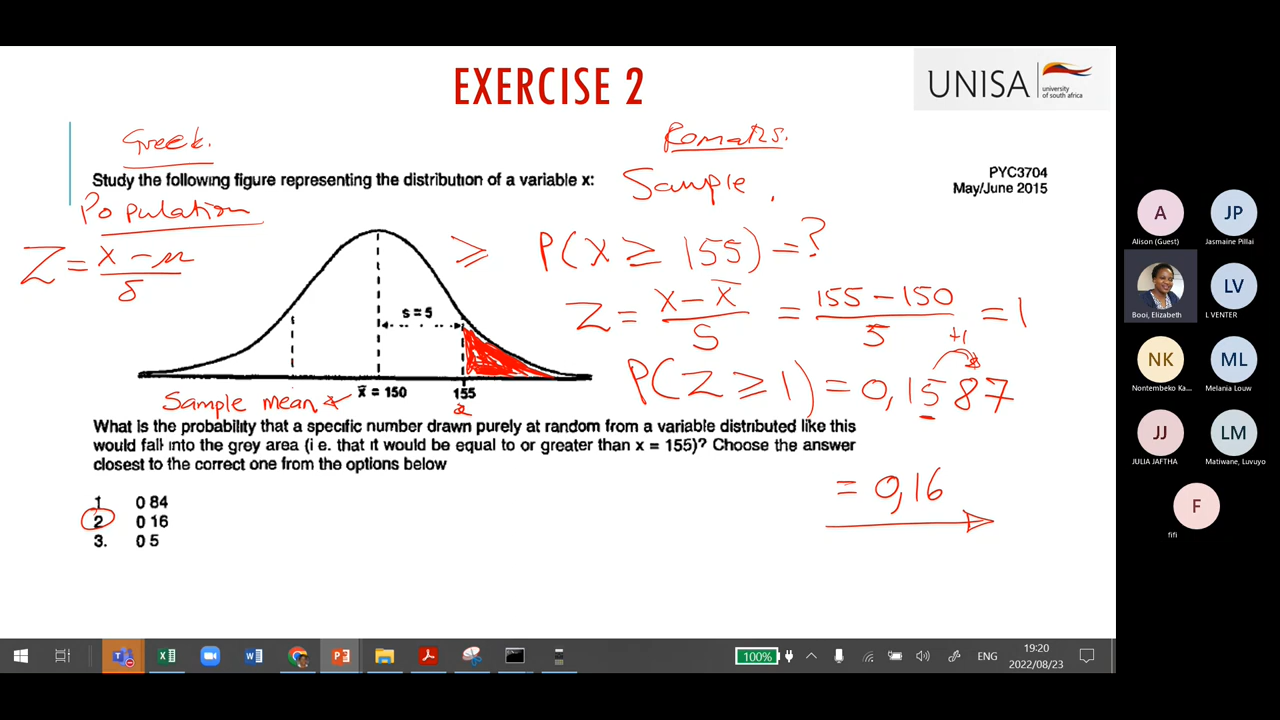 EXERCISE 2
UNISA
university
of south africa
Greek.
Romans.
Study the following figure representing the distribution of a variable x:
Sample
PYC3704
May/June 2015
Population
Z = x - μ / δ
≥
P(X ≥ 155) = ?
s = 5
Z = x - x̄ / S = 155 - 150 / 5 = 1
+1
P(Z ≥ 1) = 0,1587
Sample mean
x̄ = 150
155
What is the probability that a specific number drawn purely at random from a variable distributed like this
would fall into the grey area (i e. that it would be equal to or greater than x = 155)? Choose the answer
closest to the correct one from the options below
= 0,16
1 0 84
2 0 16
3. 0 5
A
Alison (Guest)
JP
Jasmaine Pillai
Booi, Elizabeth
LV
L VENTER
NK
Nontembeko Ka...
ML
Melania Louw
JJ
JULIA JAFTHA
LM
Matiwane, Luvuyo
F
fifi
100%
ENG
19:20
2022/08/23